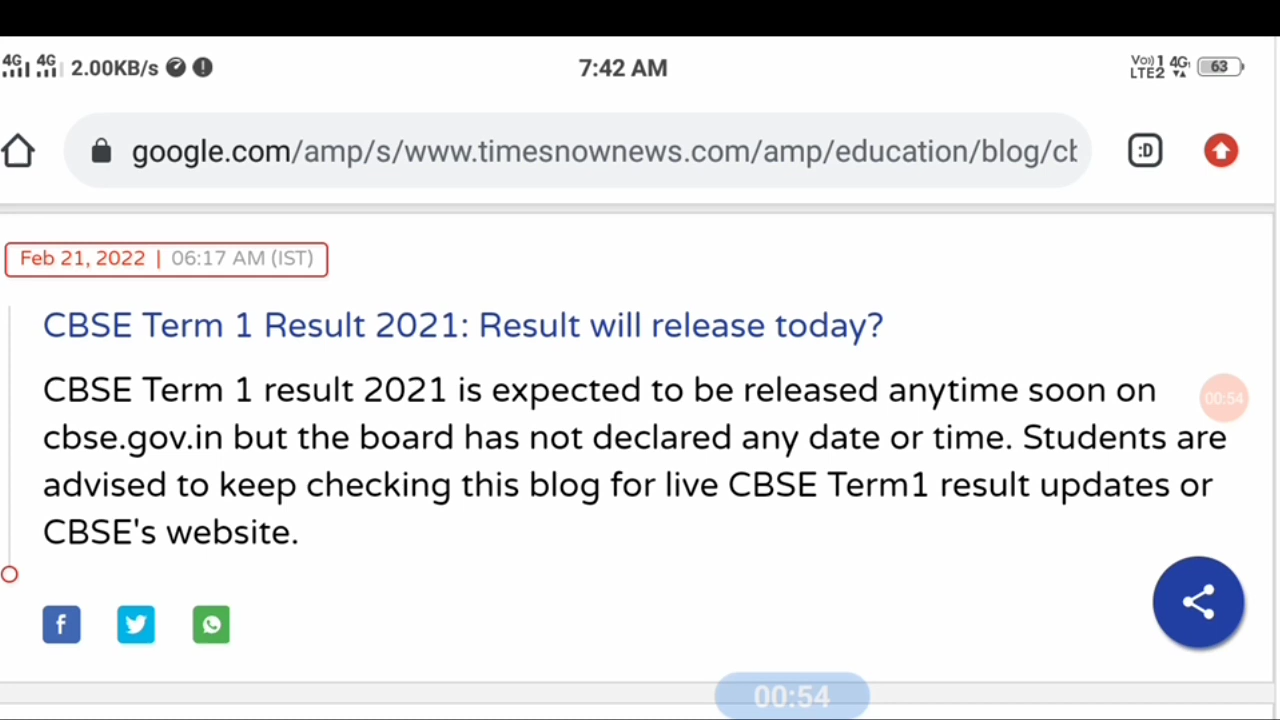 4G 4G 2.00KB/s 7:42 AM Vo)) 1 4G 63
LTE2
google.com/amp/s/www.timesnownews.com/amp/education/blog/cb
:D
Feb 21, 2022 | 06:17 AM (IST)
CBSE Term 1 Result 2021: Result will release today?
CBSE Term 1 result 2021 is expected to be released anytime soon on
00:54
cbse.gov.in but the board has not declared any date or time. Students are
advised to keep checking this blog for live CBSE Term1 result updates or
CBSE's website.
f
00:54